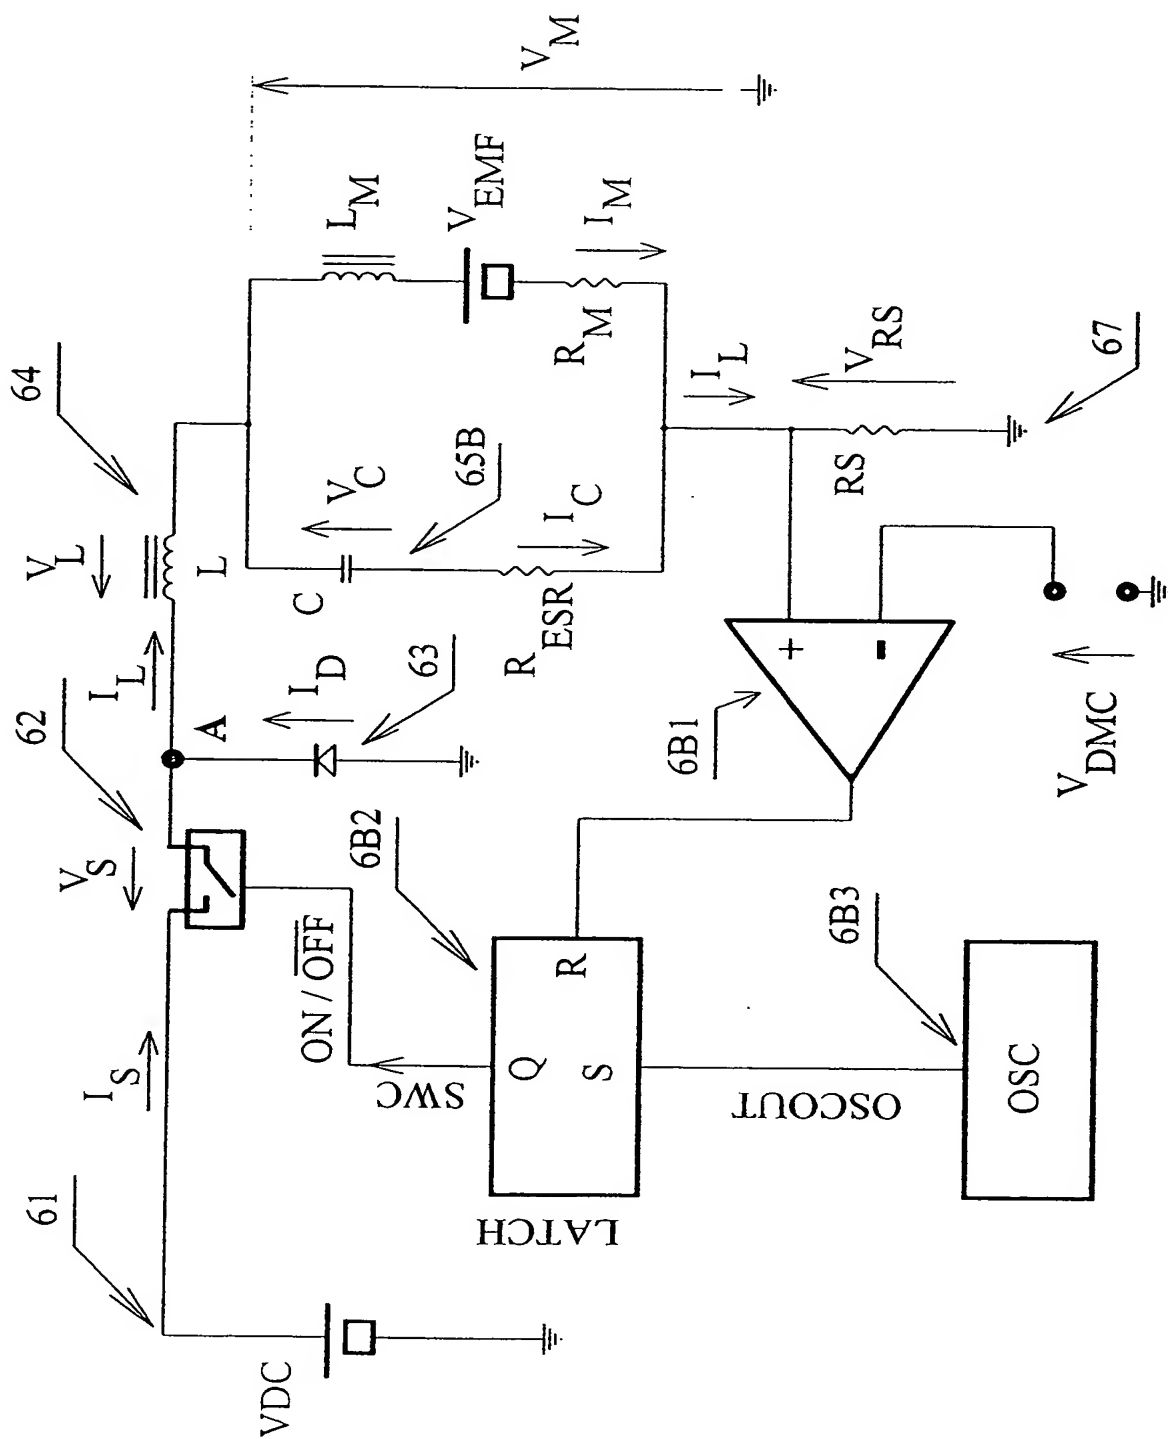 61
VDC
I_S
V_S
62
I_L
V_L
64
A
L
I_D
63
ON / OFF
SWC
LATCH
Q
R
S
6B2
OSCOUT
OSC
6B3
6B1
+
-
V_DMC
C
V_C
65B
R_ESR
I_C
L_M
V_EMF
R_M
I_M
V_M
I_L
RS
V_RS
67